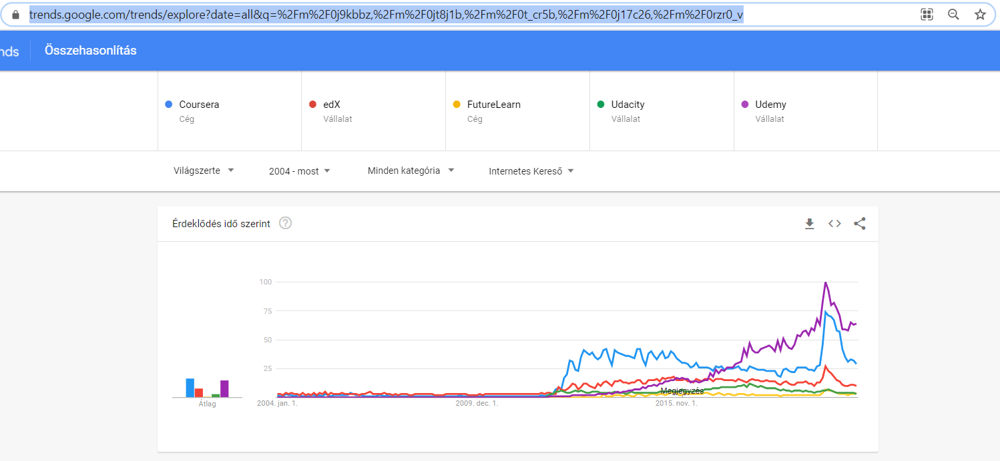 trends.google.com/trends/explore?date=all&q=%2Fm%2F0j9kbbz,%2Fm%2F0jt8j1b,%2Fm%2F0t_cr5b,%2Fm%2F0j17c26,%2Fm%2F0rzr0_v
nds Összehasonlítás
Coursera edX FutureLearn Udacity Udemy
Cég Vállalat Cég Vállalat Vállalat
Világszerte 2004 - most Minden kategória Internetes Kereső
Érdeklődés idő szerint ?
100
75
50
25
Megjegyzés
Átlag 2004. jan. 1. 2009. dec. 1. 2015. nov. 1.